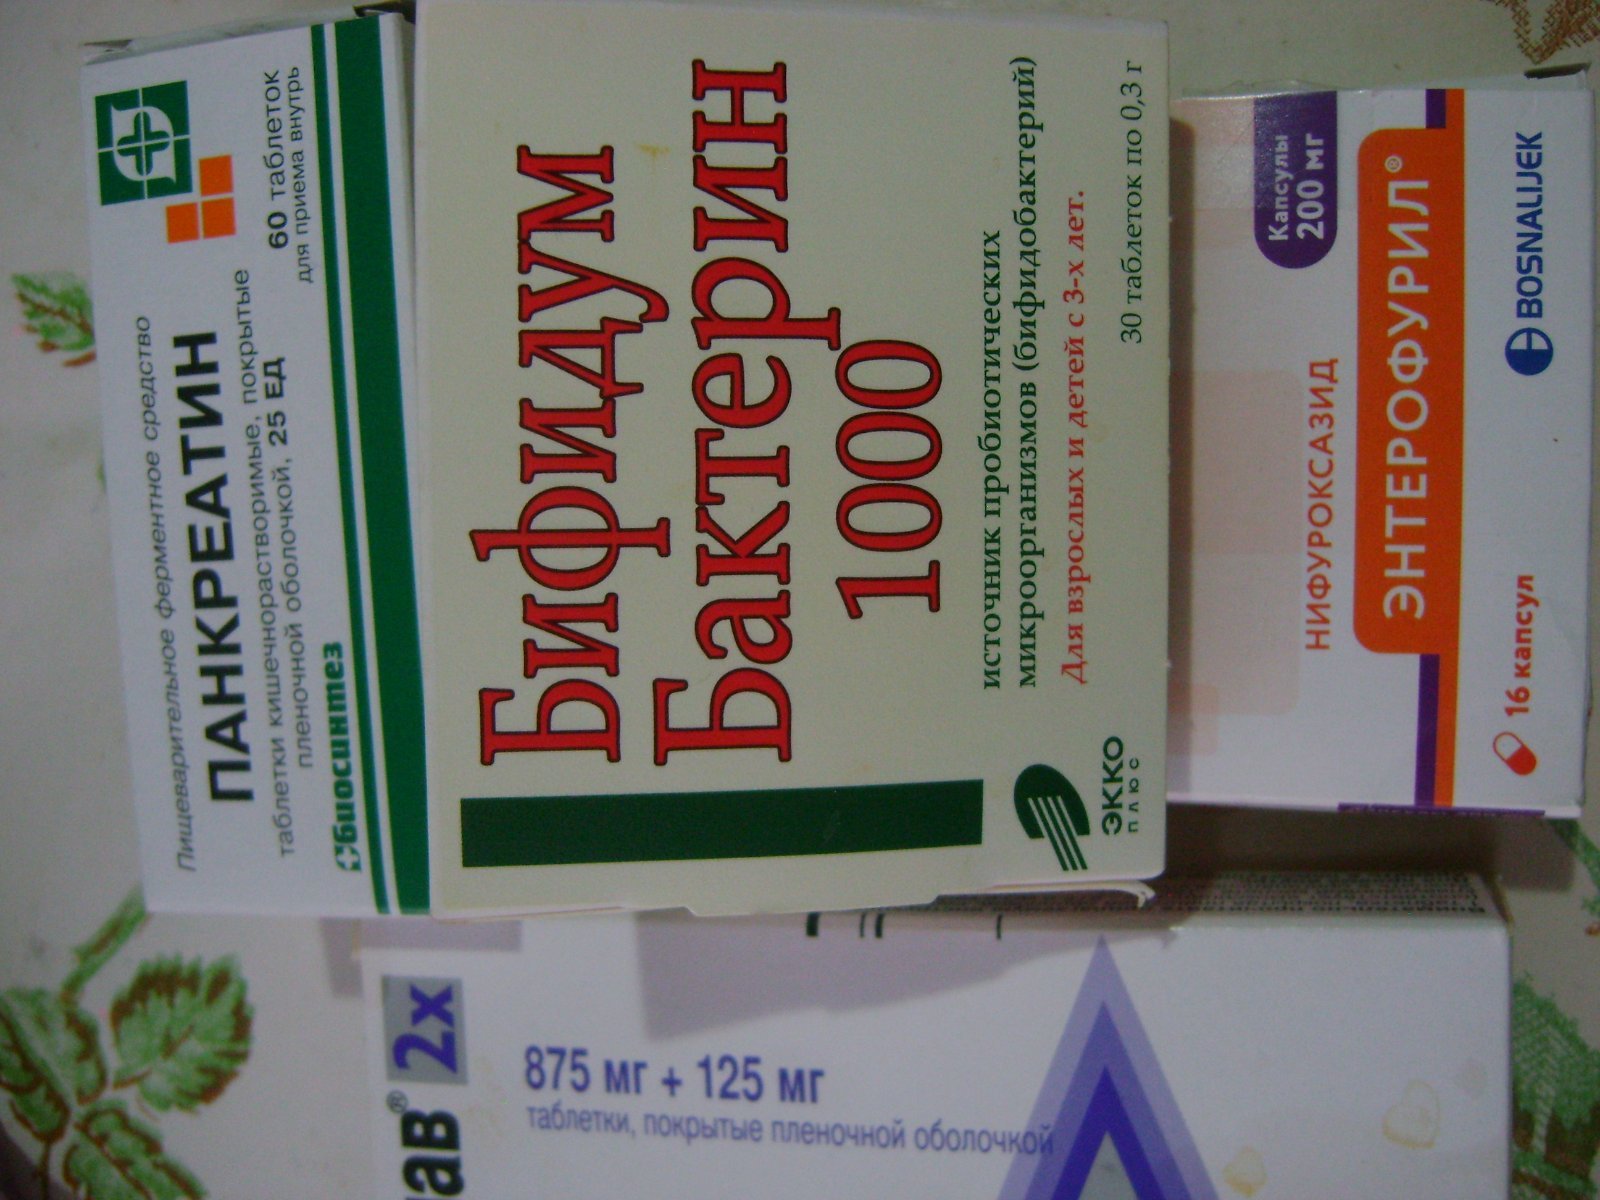 Пищеварительное ферментное средство
ПАНКРЕАТИН
таблетки кишечнорастворимые, покрытые
пленочной оболочкой, 25 ЕД
60 таблеток
для приема внутрь
биосинтез
Бифидум
Бактерин
1000
источник пробиотических
микроорганизмов (бифидобактерий)
Для взрослых и детей с 3-х лет.
30 таблеток по 0,3 г
ЭККО
ПЛЮС
Капсулы
200 мг
НИФУРОКСАЗИД
ЭНТЕРОФУРИЛ®
16 капсул
BOSNALIJEK
лав® 2x
875 мг + 125 мг
таблетки, покрытые пленочной оболочкой